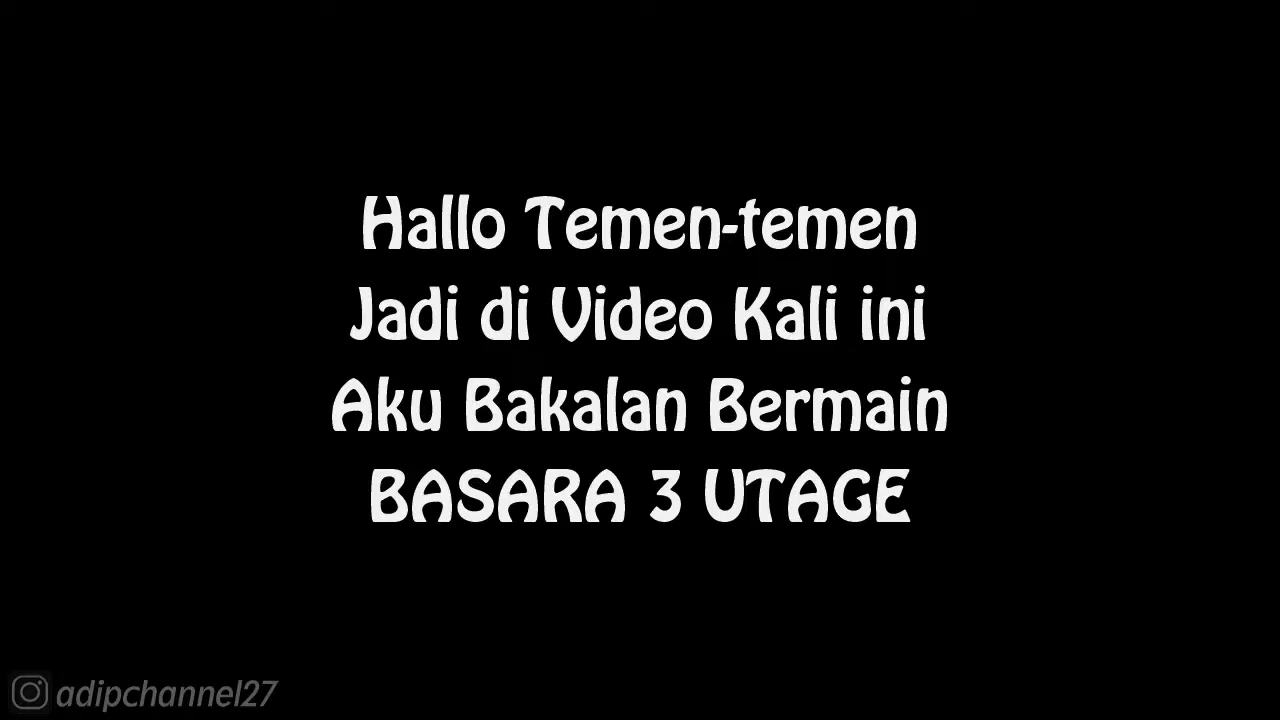 Hallo Temen-temen
Jadi di Video Kali ini
Aku Bakalan Bermain
BASARA 3 UTAGE
adipchannel27